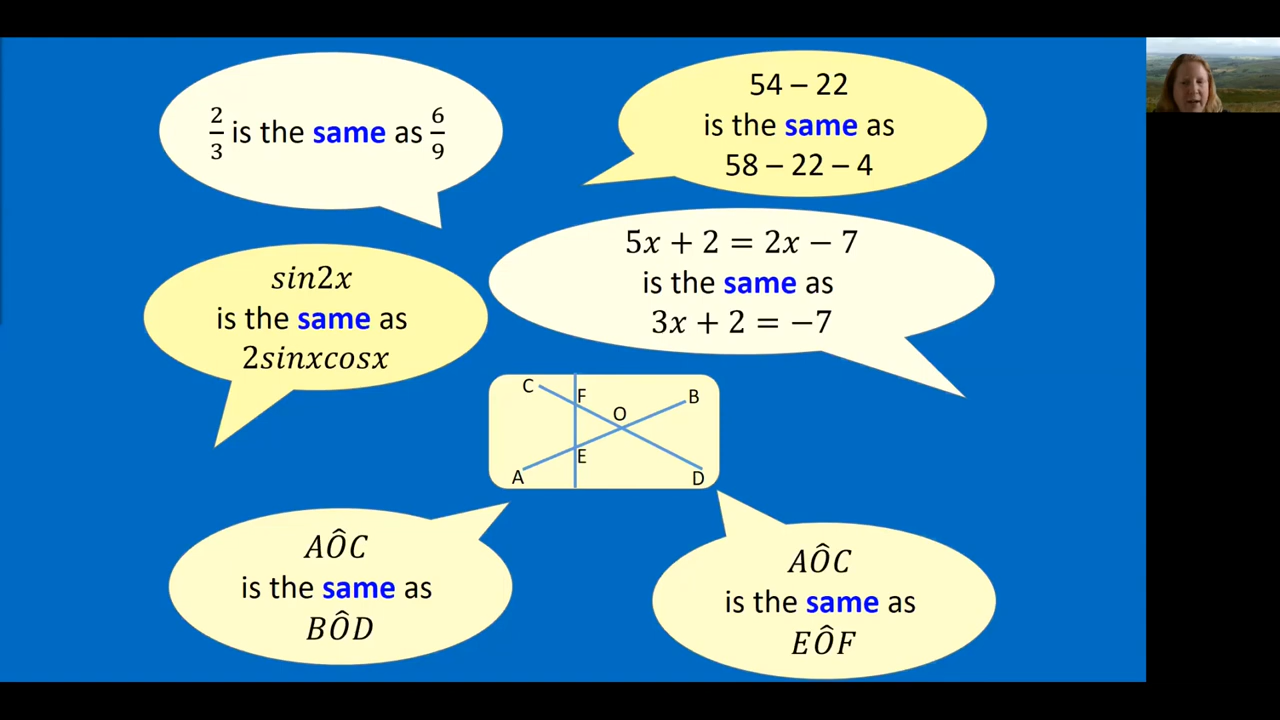 2/3 is the same as 6/9
54 – 22
is the same as
58 – 22 – 4
sin2x
is the same as
2sinxcosx
5x + 2 = 2x − 7
is the same as
3x + 2 = −7
C
F
B
O
E
A
D
AÔC
is the same as
BÔD
AÔC
is the same as
EÔF